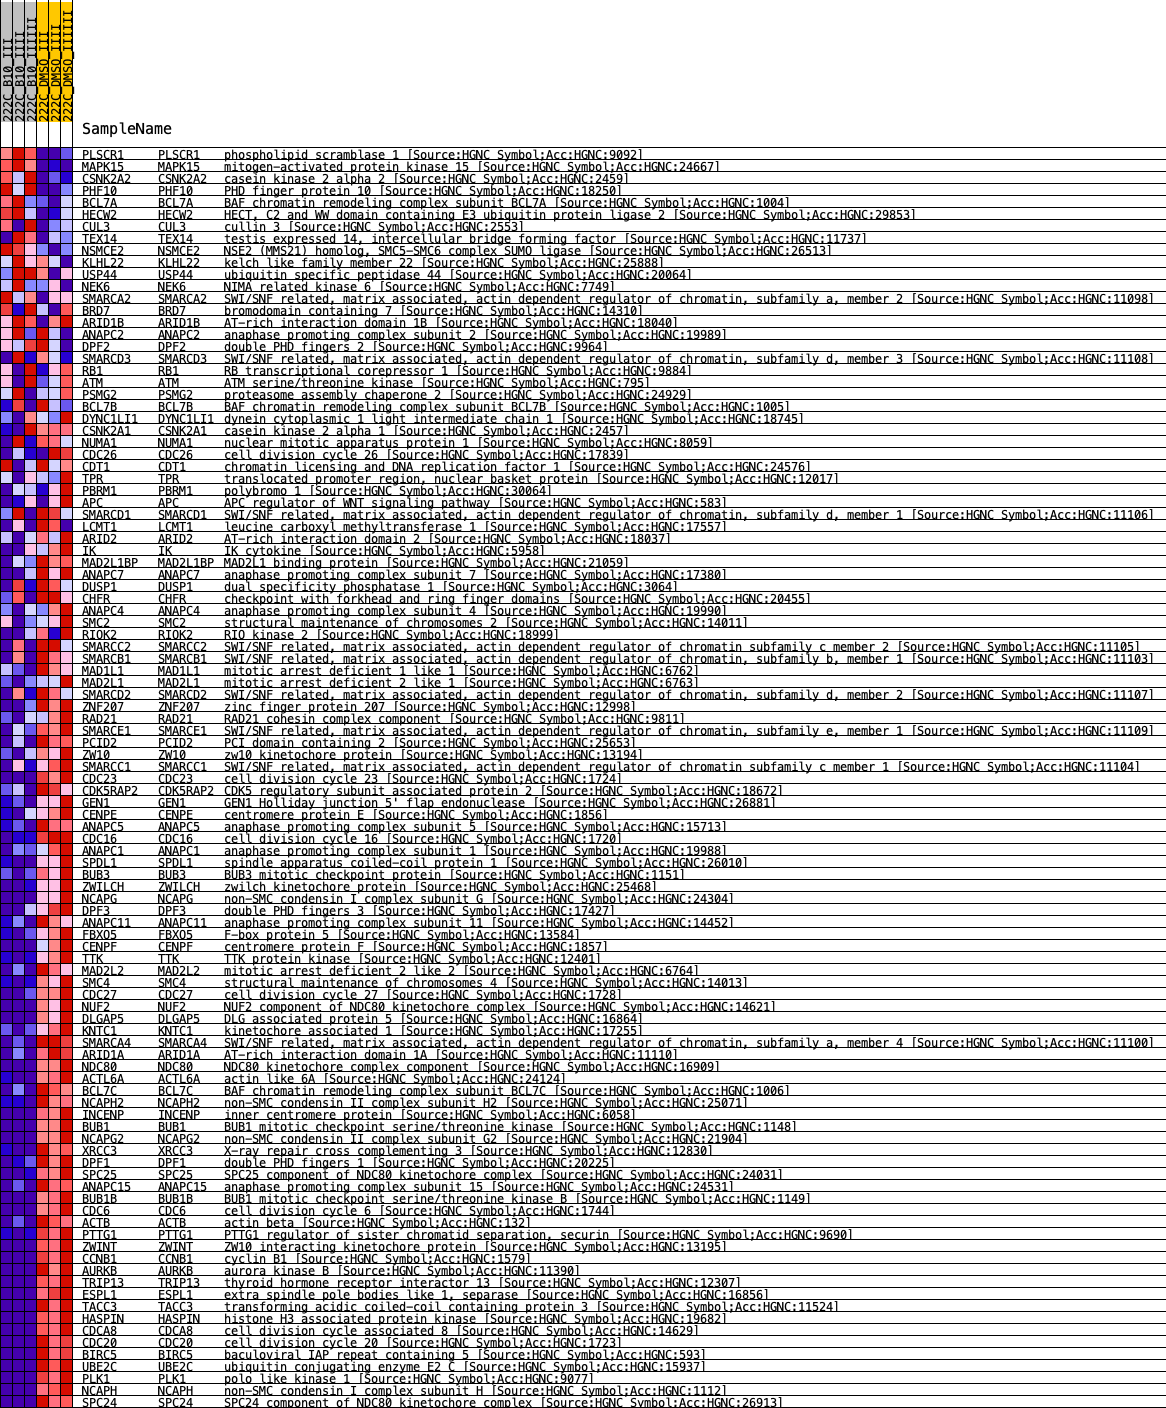 222C_B10_III
222C_B10_IIII
222C_B10_IIIIII
222C_DMSO_III
222C_DMSO_IIII
222C_DMSO_IIIIII
SampleName
PLSCR1 PLSCR1 phospholipid scramblase 1 [Source:HGNC Symbol;Acc:HGNC:9092]
MAPK15 MAPK15 mitogen-activated protein kinase 15 [Source:HGNC Symbol;Acc:HGNC:24667]
CSNK2A2 CSNK2A2 casein kinase 2 alpha 2 [Source:HGNC Symbol;Acc:HGNC:2459]
PHF10 PHF10 PHD finger protein 10 [Source:HGNC Symbol;Acc:HGNC:18250]
BCL7A BCL7A BAF chromatin remodeling complex subunit BCL7A [Source:HGNC Symbol;Acc:HGNC:1004]
HECW2 HECW2 HECT, C2 and WW domain containing E3 ubiquitin protein ligase 2 [Source:HGNC Symbol;Acc:HGNC:29853]
CUL3 CUL3 cullin 3 [Source:HGNC Symbol;Acc:HGNC:2553]
TEX14 TEX14 testis expressed 14, intercellular bridge forming factor [Source:HGNC Symbol;Acc:HGNC:11737]
NSMCE2 NSMCE2 NSE2 (MMS21) homolog, SMC5-SMC6 complex SUMO ligase [Source:HGNC Symbol;Acc:HGNC:26513]
KLHL22 KLHL22 kelch like family member 22 [Source:HGNC Symbol;Acc:HGNC:25888]
USP44 USP44 ubiquitin specific peptidase 44 [Source:HGNC Symbol;Acc:HGNC:20064]
NEK6 NEK6 NIMA related kinase 6 [Source:HGNC Symbol;Acc:HGNC:7749]
SMARCA2 SMARCA2 SWI/SNF related, matrix associated, actin dependent regulator of chromatin, subfamily a, member 2 [Source:HGNC Symbol;Acc:HGNC:11098]
BRD7 BRD7 bromodomain containing 7 [Source:HGNC Symbol;Acc:HGNC:14310]
ARID1B ARID1B AT-rich interaction domain 1B [Source:HGNC Symbol;Acc:HGNC:18040]
ANAPC2 ANAPC2 anaphase promoting complex subunit 2 [Source:HGNC Symbol;Acc:HGNC:19989]
DPF2 DPF2 double PHD fingers 2 [Source:HGNC Symbol;Acc:HGNC:9964]
SMARCD3 SMARCD3 SWI/SNF related, matrix associated, actin dependent regulator of chromatin, subfamily d, member 3 [Source:HGNC Symbol;Acc:HGNC:11108]
RB1 RB1 RB transcriptional corepressor 1 [Source:HGNC Symbol;Acc:HGNC:9884]
ATM ATM ATM serine/threonine kinase [Source:HGNC Symbol;Acc:HGNC:795]
PSMG2 PSMG2 proteasome assembly chaperone 2 [Source:HGNC Symbol;Acc:HGNC:24929]
BCL7B BCL7B BAF chromatin remodeling complex subunit BCL7B [Source:HGNC Symbol;Acc:HGNC:1005]
DYNC1LI1 DYNC1LI1 dynein cytoplasmic 1 light intermediate chain 1 [Source:HGNC Symbol;Acc:HGNC:18745]
CSNK2A1 CSNK2A1 casein kinase 2 alpha 1 [Source:HGNC Symbol;Acc:HGNC:2457]
NUMA1 NUMA1 nuclear mitotic apparatus protein 1 [Source:HGNC Symbol;Acc:HGNC:8059]
CDC26 CDC26 cell division cycle 26 [Source:HGNC Symbol;Acc:HGNC:17839]
CDT1 CDT1 chromatin licensing and DNA replication factor 1 [Source:HGNC Symbol;Acc:HGNC:24576]
TPR TPR translocated promoter region, nuclear basket protein [Source:HGNC Symbol;Acc:HGNC:12017]
PBRM1 PBRM1 polybromo 1 [Source:HGNC Symbol;Acc:HGNC:30064]
APC APC APC regulator of WNT signaling pathway [Source:HGNC Symbol;Acc:HGNC:583]
SMARCD1 SMARCD1 SWI/SNF related, matrix associated, actin dependent regulator of chromatin, subfamily d, member 1 [Source:HGNC Symbol;Acc:HGNC:11106]
LCMT1 LCMT1 leucine carboxyl methyltransferase 1 [Source:HGNC Symbol;Acc:HGNC:17557]
ARID2 ARID2 AT-rich interaction domain 2 [Source:HGNC Symbol;Acc:HGNC:18037]
IK IK IK cytokine [Source:HGNC Symbol;Acc:HGNC:5958]
MAD2L1BP MAD2L1BP MAD2L1 binding protein [Source:HGNC Symbol;Acc:HGNC:21059]
ANAPC7 ANAPC7 anaphase promoting complex subunit 7 [Source:HGNC Symbol;Acc:HGNC:17380]
DUSP1 DUSP1 dual specificity phosphatase 1 [Source:HGNC Symbol;Acc:HGNC:3064]
CHFR CHFR checkpoint with forkhead and ring finger domains [Source:HGNC Symbol;Acc:HGNC:20455]
ANAPC4 ANAPC4 anaphase promoting complex subunit 4 [Source:HGNC Symbol;Acc:HGNC:19990]
SMC2 SMC2 structural maintenance of chromosomes 2 [Source:HGNC Symbol;Acc:HGNC:14011]
RIOK2 RIOK2 RIO kinase 2 [Source:HGNC Symbol;Acc:HGNC:18999]
SMARCC2 SMARCC2 SWI/SNF related, matrix associated, actin dependent regulator of chromatin subfamily c member 2 [Source:HGNC Symbol;Acc:HGNC:11105]
SMARCB1 SMARCB1 SWI/SNF related, matrix associated, actin dependent regulator of chromatin, subfamily b, member 1 [Source:HGNC Symbol;Acc:HGNC:11103]
MAD1L1 MAD1L1 mitotic arrest deficient 1 like 1 [Source:HGNC Symbol;Acc:HGNC:6762]
MAD2L1 MAD2L1 mitotic arrest deficient 2 like 1 [Source:HGNC Symbol;Acc:HGNC:6763]
SMARCD2 SMARCD2 SWI/SNF related, matrix associated, actin dependent regulator of chromatin, subfamily d, member 2 [Source:HGNC Symbol;Acc:HGNC:11107]
ZNF207 ZNF207 zinc finger protein 207 [Source:HGNC Symbol;Acc:HGNC:12998]
RAD21 RAD21 RAD21 cohesin complex component [Source:HGNC Symbol;Acc:HGNC:9811]
SMARCE1 SMARCE1 SWI/SNF related, matrix associated, actin dependent regulator of chromatin, subfamily e, member 1 [Source:HGNC Symbol;Acc:HGNC:11109]
PCID2 PCID2 PCI domain containing 2 [Source:HGNC Symbol;Acc:HGNC:25653]
ZW10 ZW10 zw10 kinetochore protein [Source:HGNC Symbol;Acc:HGNC:13194]
SMARCC1 SMARCC1 SWI/SNF related, matrix associated, actin dependent regulator of chromatin subfamily c member 1 [Source:HGNC Symbol;Acc:HGNC:11104]
CDC23 CDC23 cell division cycle 23 [Source:HGNC Symbol;Acc:HGNC:1724]
CDK5RAP2 CDK5RAP2 CDK5 regulatory subunit associated protein 2 [Source:HGNC Symbol;Acc:HGNC:18672]
GEN1 GEN1 GEN1 Holliday junction 5' flap endonuclease [Source:HGNC Symbol;Acc:HGNC:26881]
CENPE CENPE centromere protein E [Source:HGNC Symbol;Acc:HGNC:1856]
ANAPC5 ANAPC5 anaphase promoting complex subunit 5 [Source:HGNC Symbol;Acc:HGNC:15713]
CDC16 CDC16 cell division cycle 16 [Source:HGNC Symbol;Acc:HGNC:1720]
ANAPC1 ANAPC1 anaphase promoting complex subunit 1 [Source:HGNC Symbol;Acc:HGNC:19988]
SPDL1 SPDL1 spindle apparatus coiled-coil protein 1 [Source:HGNC Symbol;Acc:HGNC:26010]
BUB3 BUB3 BUB3 mitotic checkpoint protein [Source:HGNC Symbol;Acc:HGNC:1151]
ZWILCH ZWILCH zwilch kinetochore protein [Source:HGNC Symbol;Acc:HGNC:25468]
NCAPG NCAPG non-SMC condensin I complex subunit G [Source:HGNC Symbol;Acc:HGNC:24304]
DPF3 DPF3 double PHD fingers 3 [Source:HGNC Symbol;Acc:HGNC:17427]
ANAPC11 ANAPC11 anaphase promoting complex subunit 11 [Source:HGNC Symbol;Acc:HGNC:14452]
FBXO5 FBXO5 F-box protein 5 [Source:HGNC Symbol;Acc:HGNC:13584]
CENPF CENPF centromere protein F [Source:HGNC Symbol;Acc:HGNC:1857]
TTK TTK TTK protein kinase [Source:HGNC Symbol;Acc:HGNC:12401]
MAD2L2 MAD2L2 mitotic arrest deficient 2 like 2 [Source:HGNC Symbol;Acc:HGNC:6764]
SMC4 SMC4 structural maintenance of chromosomes 4 [Source:HGNC Symbol;Acc:HGNC:14013]
CDC27 CDC27 cell division cycle 27 [Source:HGNC Symbol;Acc:HGNC:1728]
NUF2 NUF2 NUF2 component of NDC80 kinetochore complex [Source:HGNC Symbol;Acc:HGNC:14621]
DLGAP5 DLGAP5 DLG associated protein 5 [Source:HGNC Symbol;Acc:HGNC:16864]
KNTC1 KNTC1 kinetochore associated 1 [Source:HGNC Symbol;Acc:HGNC:17255]
SMARCA4 SMARCA4 SWI/SNF related, matrix associated, actin dependent regulator of chromatin, subfamily a, member 4 [Source:HGNC Symbol;Acc:HGNC:11100]
ARID1A ARID1A AT-rich interaction domain 1A [Source:HGNC Symbol;Acc:HGNC:11110]
NDC80 NDC80 NDC80 kinetochore complex component [Source:HGNC Symbol;Acc:HGNC:16909]
ACTL6A ACTL6A actin like 6A [Source:HGNC Symbol;Acc:HGNC:24124]
BCL7C BCL7C BAF chromatin remodeling complex subunit BCL7C [Source:HGNC Symbol;Acc:HGNC:1006]
NCAPH2 NCAPH2 non-SMC condensin II complex subunit H2 [Source:HGNC Symbol;Acc:HGNC:25071]
INCENP INCENP inner centromere protein [Source:HGNC Symbol;Acc:HGNC:6058]
BUB1 BUB1 BUB1 mitotic checkpoint serine/threonine kinase [Source:HGNC Symbol;Acc:HGNC:1148]
NCAPG2 NCAPG2 non-SMC condensin II complex subunit G2 [Source:HGNC Symbol;Acc:HGNC:21904]
XRCC3 XRCC3 X-ray repair cross complementing 3 [Source:HGNC Symbol;Acc:HGNC:12830]
DPF1 DPF1 double PHD fingers 1 [Source:HGNC Symbol;Acc:HGNC:20225]
SPC25 SPC25 SPC25 component of NDC80 kinetochore complex [Source:HGNC Symbol;Acc:HGNC:24031]
ANAPC15 ANAPC15 anaphase promoting complex subunit 15 [Source:HGNC Symbol;Acc:HGNC:24531]
BUB1B BUB1B BUB1 mitotic checkpoint serine/threonine kinase B [Source:HGNC Symbol;Acc:HGNC:1149]
CDC6 CDC6 cell division cycle 6 [Source:HGNC Symbol;Acc:HGNC:1744]
ACTB ACTB actin beta [Source:HGNC Symbol;Acc:HGNC:132]
PTTG1 PTTG1 PTTG1 regulator of sister chromatid separation, securin [Source:HGNC Symbol;Acc:HGNC:9690]
ZWINT ZWINT ZW10 interacting kinetochore protein [Source:HGNC Symbol;Acc:HGNC:13195]
CCNB1 CCNB1 cyclin B1 [Source:HGNC Symbol;Acc:HGNC:1579]
AURKB AURKB aurora kinase B [Source:HGNC Symbol;Acc:HGNC:11390]
TRIP13 TRIP13 thyroid hormone receptor interactor 13 [Source:HGNC Symbol;Acc:HGNC:12307]
ESPL1 ESPL1 extra spindle pole bodies like 1, separase [Source:HGNC Symbol;Acc:HGNC:16856]
TACC3 TACC3 transforming acidic coiled-coil containing protein 3 [Source:HGNC Symbol;Acc:HGNC:11524]
HASPIN HASPIN histone H3 associated protein kinase [Source:HGNC Symbol;Acc:HGNC:19682]
CDCA8 CDCA8 cell division cycle associated 8 [Source:HGNC Symbol;Acc:HGNC:14629]
CDC20 CDC20 cell division cycle 20 [Source:HGNC Symbol;Acc:HGNC:1723]
BIRC5 BIRC5 baculoviral IAP repeat containing 5 [Source:HGNC Symbol;Acc:HGNC:593]
UBE2C UBE2C ubiquitin conjugating enzyme E2 C [Source:HGNC Symbol;Acc:HGNC:15937]
PLK1 PLK1 polo like kinase 1 [Source:HGNC Symbol;Acc:HGNC:9077]
NCAPH NCAPH non-SMC condensin I complex subunit H [Source:HGNC Symbol;Acc:HGNC:1112]
SPC24 SPC24 SPC24 component of NDC80 kinetochore complex [Source:HGNC Symbol;Acc:HGNC:26913]